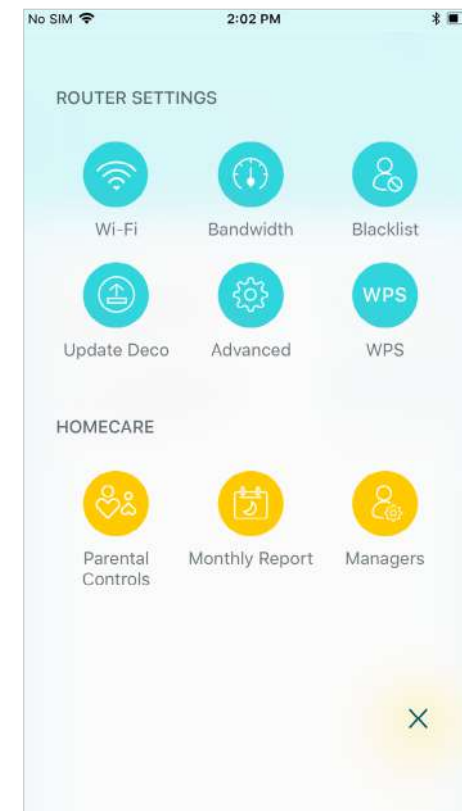 No SIM 2:02 PM
ROUTER SETTINGS
Wi-Fi Bandwidth Blacklist
WPS
Update Deco Advanced WPS
HOMECARE
Parental Monthly Report Managers
Controls